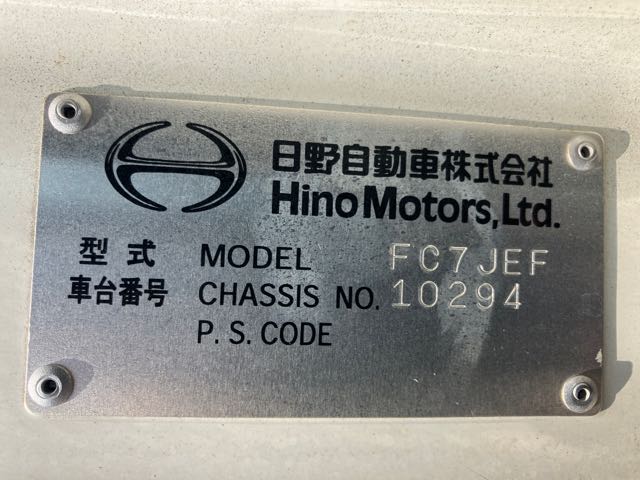 日野自動車株式会社
Hino Motors, Ltd.
型式 MODEL FC7JEF
車台番号 CHASSIS NO. 10294
P. S. CODE